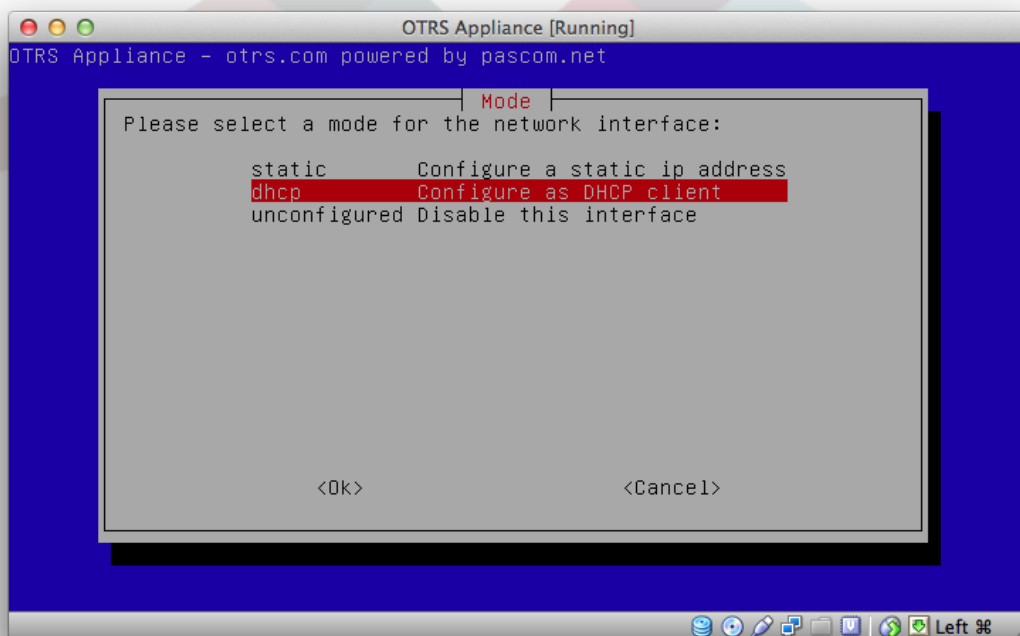 OTRS Appliance [Running]
OTRS Appliance - otrs.com powered by pascom.net
Mode
Please select a mode for the network interface:
static Configure a static ip address
dhcp Configure as DHCP client
unconfigured Disable this interface
<Ok> <Cancel>
Left ⌘